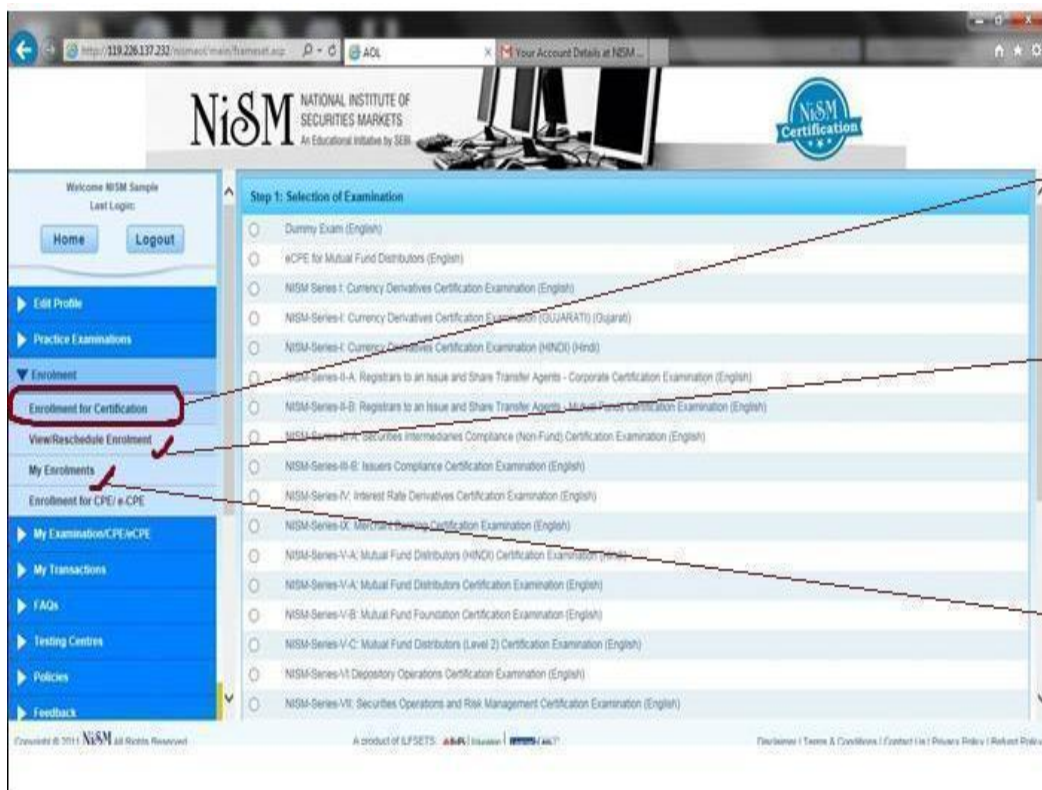 http://119.226.137.232/nismaol/main/frameset.asp
AOL
Your Account Details at NISM ...
NiSM
NATIONAL INSTITUTE OF
SECURITIES MARKETS
An Educational Initiative by SEBI
NiSM
Certification
Welcome NISM Sample
Last Login:
Home
Logout
Edit Profile
Practice Examinations
Enrolment
Enrollment for Certification
View/Reschedule Enrolment
My Enrolments
Enrollment for CPE/ e-CPE
My Examination/CPE/eCPE
My Transactions
FAQs
Testing Centres
Policies
Feedback
Step 1: Selection of Examination
Dummy Exam (English)
eCPE for Mutual Fund Distributors (English)
NISM Series I: Currency Derivatives Certification Examination (English)
NISM-Series-I: Currency Derivatives Certification Examination (GUJARATI) (Gujarati)
NISM-Series-I: Currency Derivatives Certification Examination (HINDI) (Hindi)
NISM-Series-II-A: Registrars to an Issue and Share Transfer Agents - Corporate Certification Examination (English)
NISM-Series-II-B: Registrars to an Issue and Share Transfer Agents - Mutual Funds Certification Examination (English)
NISM-Series-III-A: Securities Intermediaries Compliance (Non-Fund) Certification Examination (English)
NISM-Series-III-B: Issuers Compliance Certification Examination (English)
NISM-Series-IV: Interest Rate Derivatives Certification Examination (English)
NISM-Series-IX: Merchant Banking Certification Examination (English)
NISM-Series-V-A: Mutual Fund Distributors (HINDI) Certification Examination (Hindi)
NISM-Series-V-A: Mutual Fund Distributors Certification Examination (English)
NISM-Series-V-B: Mutual Fund Foundation Certification Examination (English)
NISM-Series-V-C: Mutual Fund Distributors (Level 2) Certification Examination (English)
NISM-Series-VI: Depository Operations Certification Examination (English)
NISM-Series-VII: Securities Operations and Risk Management Certification Examination (English)
Copyright © 2011 NiSM All Rights Reserved
A product of IL&FS ETS
Disclaimer | Terms & Conditions | Contact Us | Privacy Policy | Refund Policy